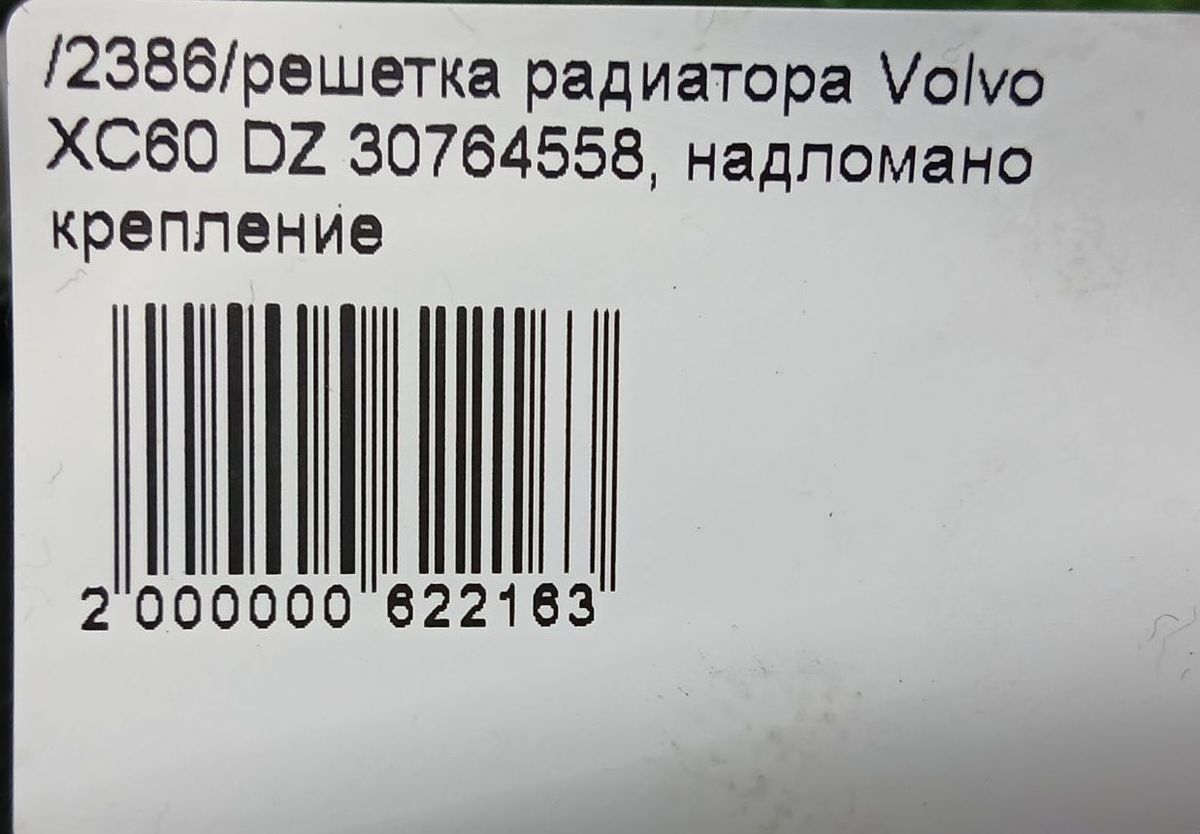 /2386/решетка радиатора Volvo
XC60 DZ 30764558, надломано
крепление
2 000000 622163